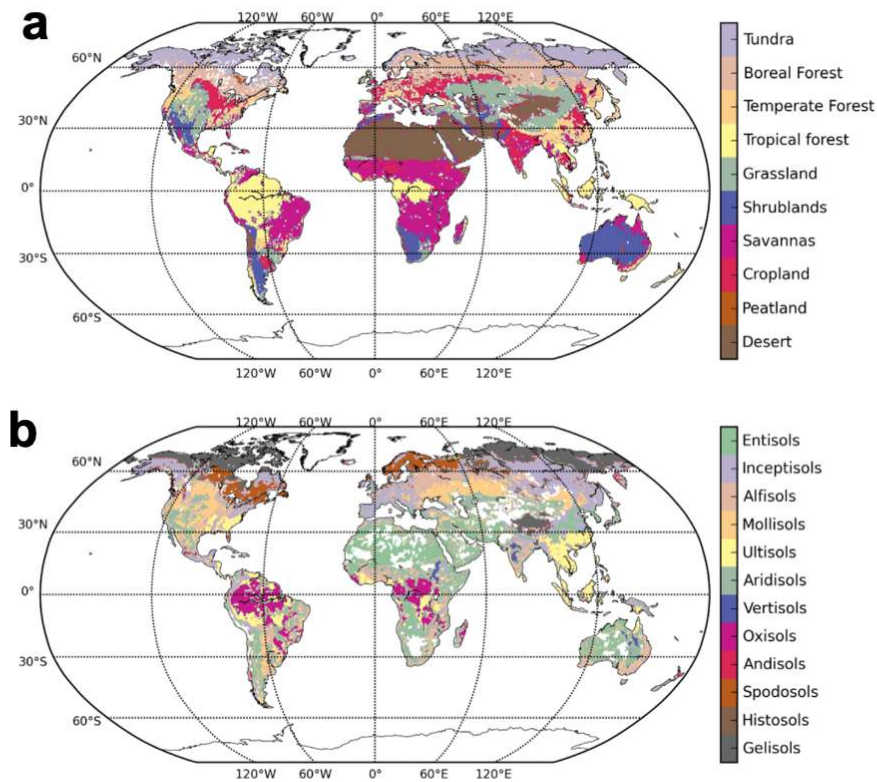 a
120°W 60°W 0° 60°E 120°E
60°N
30°N
0°
30°S
60°S
120°W 60°W 0° 60°E 120°E
Tundra
Boreal Forest
Temperate Forest
Tropical forest
Grassland
Shrublands
Savannas
Cropland
Peatland
Desert
b
120°W 60°W 0° 60°E 120°E
60°N
30°N
0°
30°S
60°S
120°W 60°W 0° 60°E 120°E
Entisols
Inceptisols
Alfisols
Mollisols
Ultisols
Aridisols
Vertisols
Oxisols
Andisols
Spodosols
Histosols
Gelisols